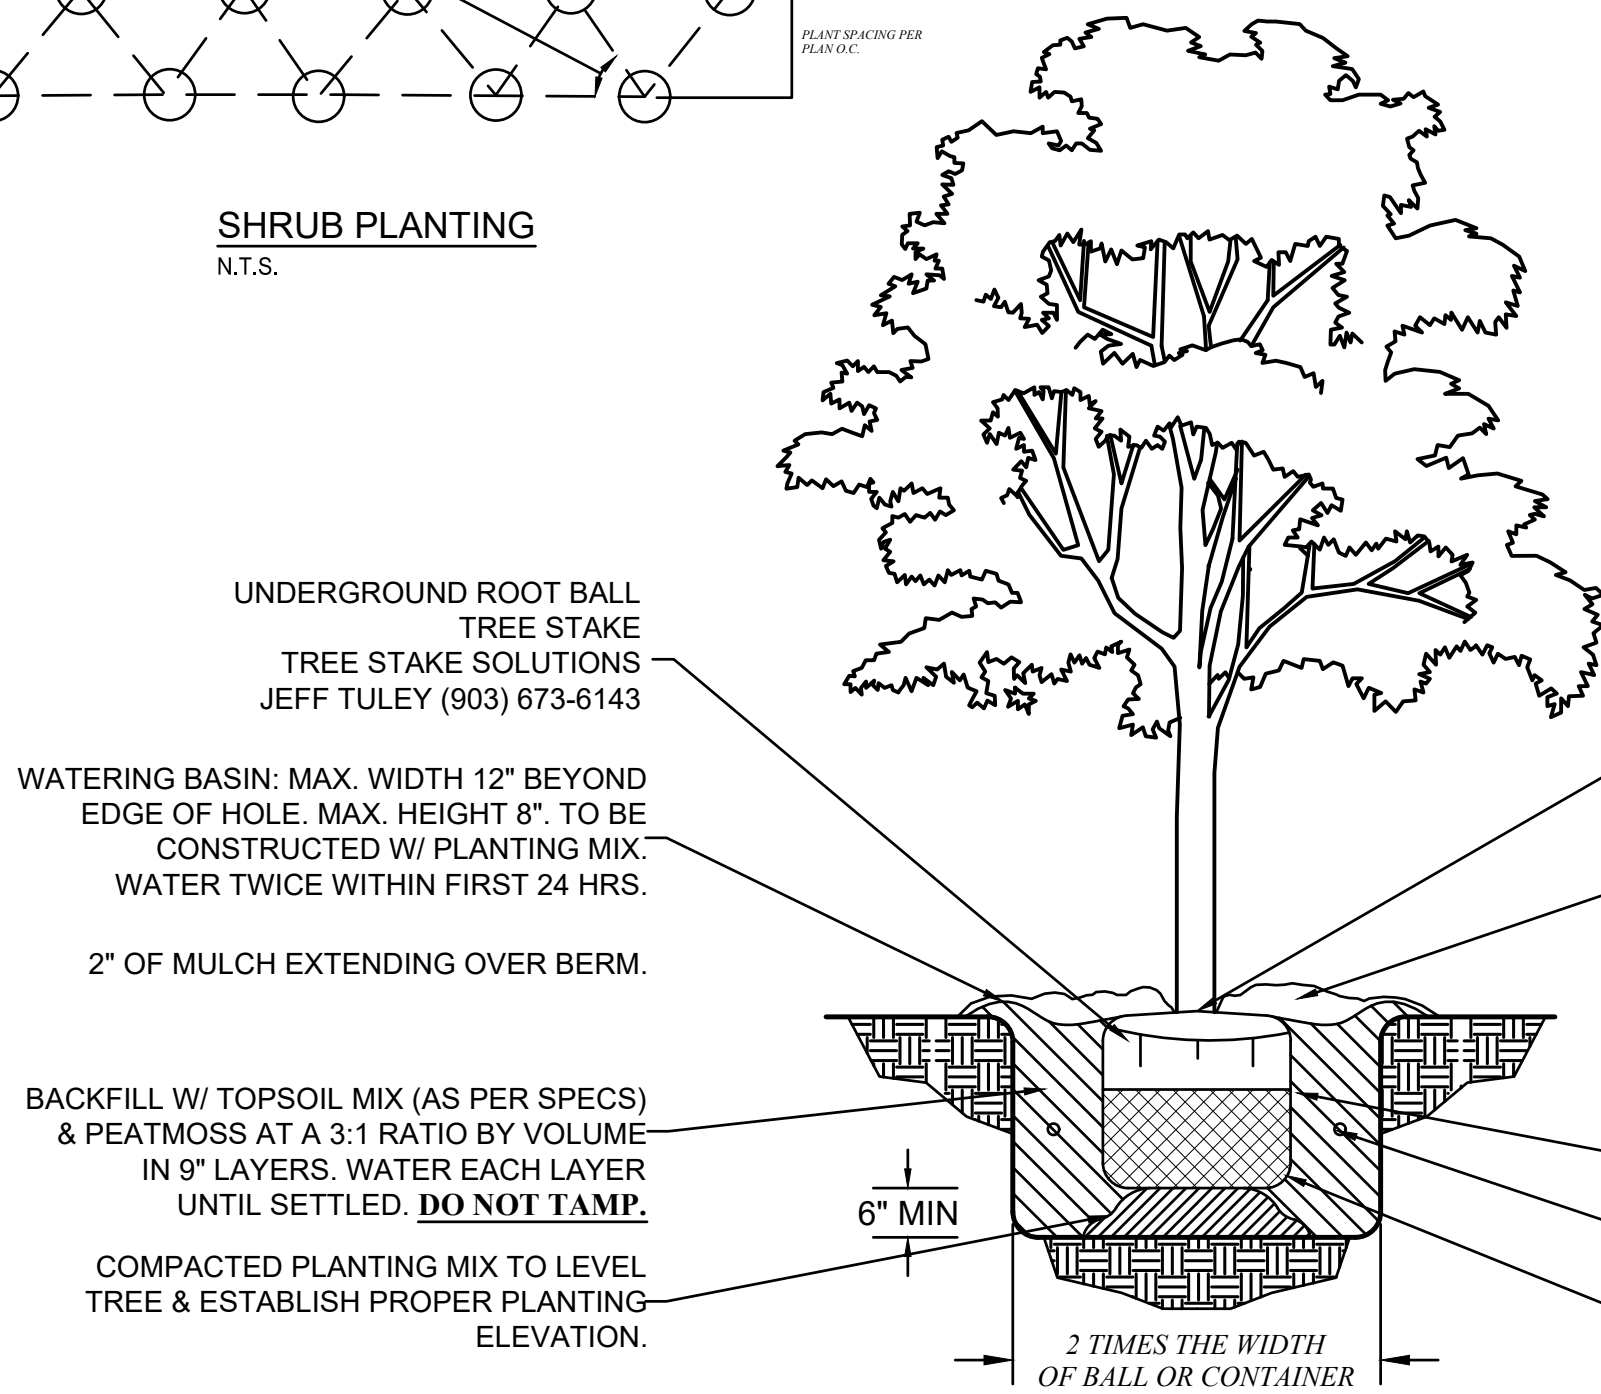 PLANT SPACING PER
PLAN O.C.
SHRUB PLANTING
N.T.S.
UNDERGROUND ROOT BALL
TREE STAKE
TREE STAKE SOLUTIONS
JEFF TULEY (903) 673-6143
WATERING BASIN: MAX. WIDTH 12" BEYOND
EDGE OF HOLE. MAX. HEIGHT 8". TO BE
CONSTRUCTED W/ PLANTING MIX.
WATER TWICE WITHIN FIRST 24 HRS.
2" OF MULCH EXTENDING OVER BERM.
BACKFILL W/ TOPSOIL MIX (AS PER SPECS)
& PEATMOSS AT A 3:1 RATIO BY VOLUME
IN 9" LAYERS. WATER EACH LAYER
UNTIL SETTLED. DO NOT TAMP.
6" MIN
COMPACTED PLANTING MIX TO LEVEL
TREE & ESTABLISH PROPER PLANTING
ELEVATION.
2 TIMES THE WIDTH
OF BALL OR CONTAINER